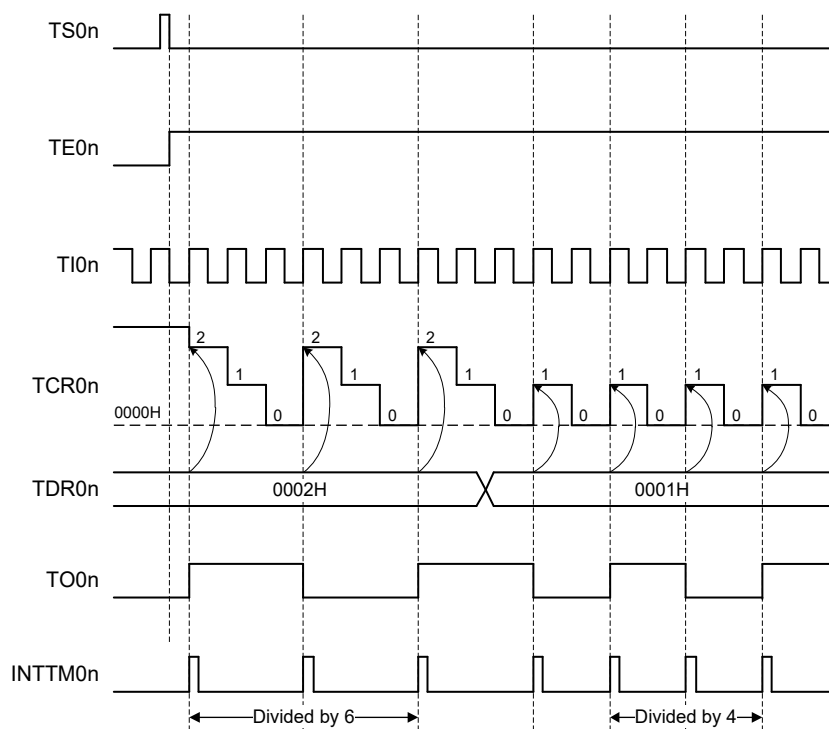 TS0n
TE0n
TI0n
TCR0n
2 1 0 2 1 0 2 1 0 1 0 1 0 1 0 1 0
0000H
TDR0n
0002H 0001H
TO0n
INTTM0n
Divided by 6 Divided by 4